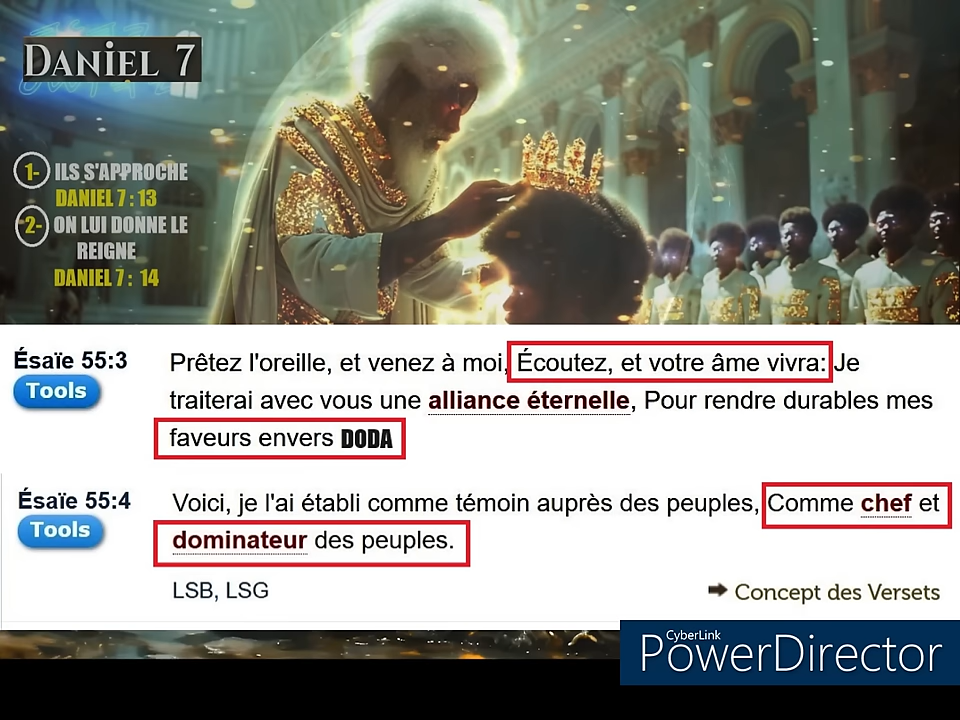 DANiEL 7
1- ILS S'APPROCHE
DANIEL 7 : 13
2- ON LUI DONNE LE
REIGNE
DANIEL 7 : 14
Ésaïe 55:3
Tools
Prêtez l'oreille, et venez à moi, Écoutez, et votre âme vivra: Je
traiterai avec vous une alliance éternelle, Pour rendre durables mes
faveurs envers DODA
Ésaïe 55:4
Tools
Voici, je l'ai établi comme témoin auprès des peuples, Comme chef et
dominateur des peuples.
LSB, LSG
➡ Concept des Versets
CyberLink
PowerDirector